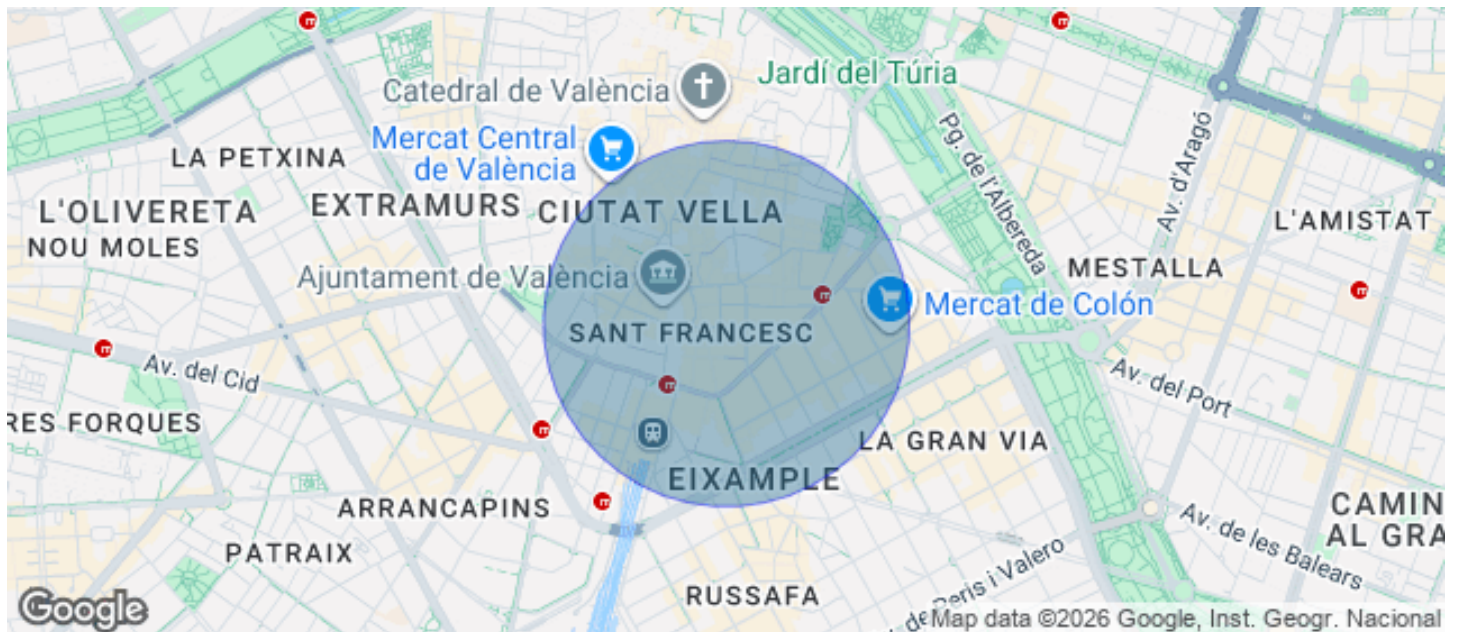 Catedral de València
Jardí del Túria
Mercat Central
de València
Pg. de l'Albereda
Av. d'Aragó
LA PETXINA
L'OLIVERETA
EXTRAMURS
CIUTAT VELLA
L'AMISTAT
NOU MOLES
Ajuntament de València
MESTALLA
Mercat de Colón
SANT FRANCESC
Av. del Cid
Av. del Port
RES FORQUES
LA GRAN VIA
EIXAMPLE
ARRANCAPINS
CAMIN
AL GRA
Av. de les Balears
PATRAIX
de Peris i Valero
RUSSAFA
Google
Map data ©2026 Google, Inst. Geogr. Nacional